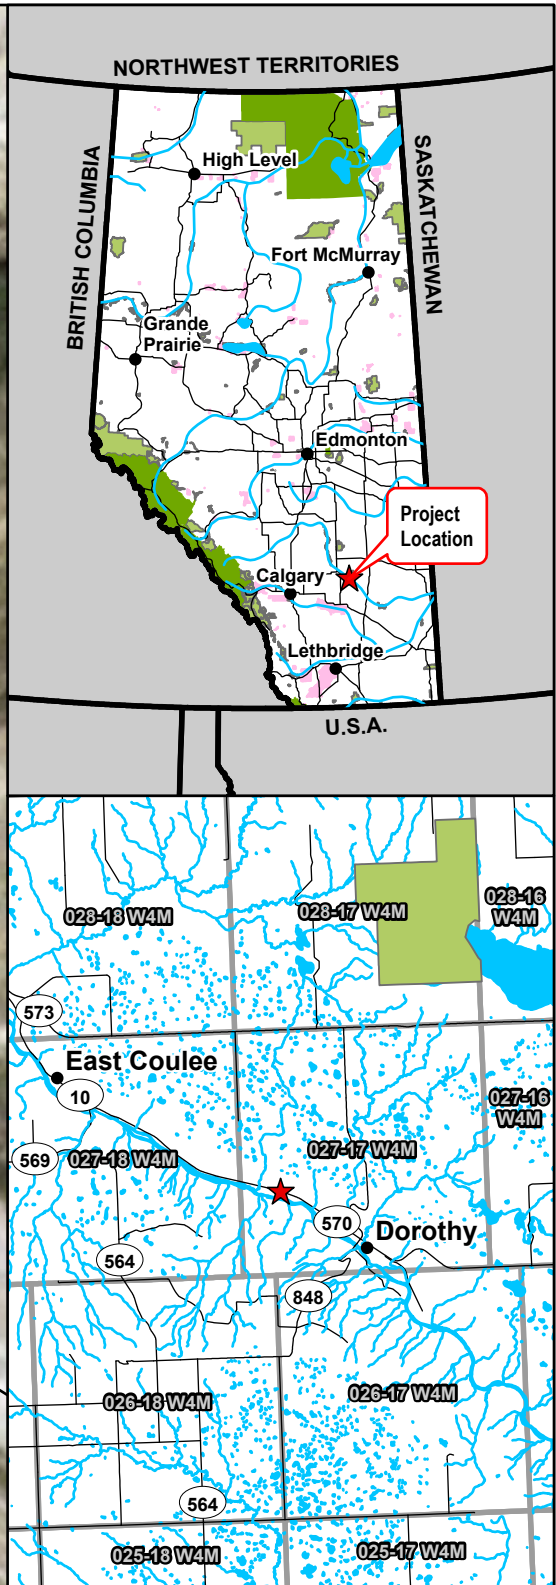 NORTHWEST TERRITORIES
BRITISH COLUMBIA
SASKATCHEWAN
High Level
Fort McMurray
Grande
Prairie
Edmonton
Project
Location
Calgary
Lethbridge
U.S.A.
028-18 W4M
028-17 W4M
028-16
W4M
573
East Coulee
10
027-16
W4M
569
027-18 W4M
027-17 W4M
570
Dorothy
564
848
026-18 W4M
026-17 W4M
564
025-18 W4M
025-17 W4M